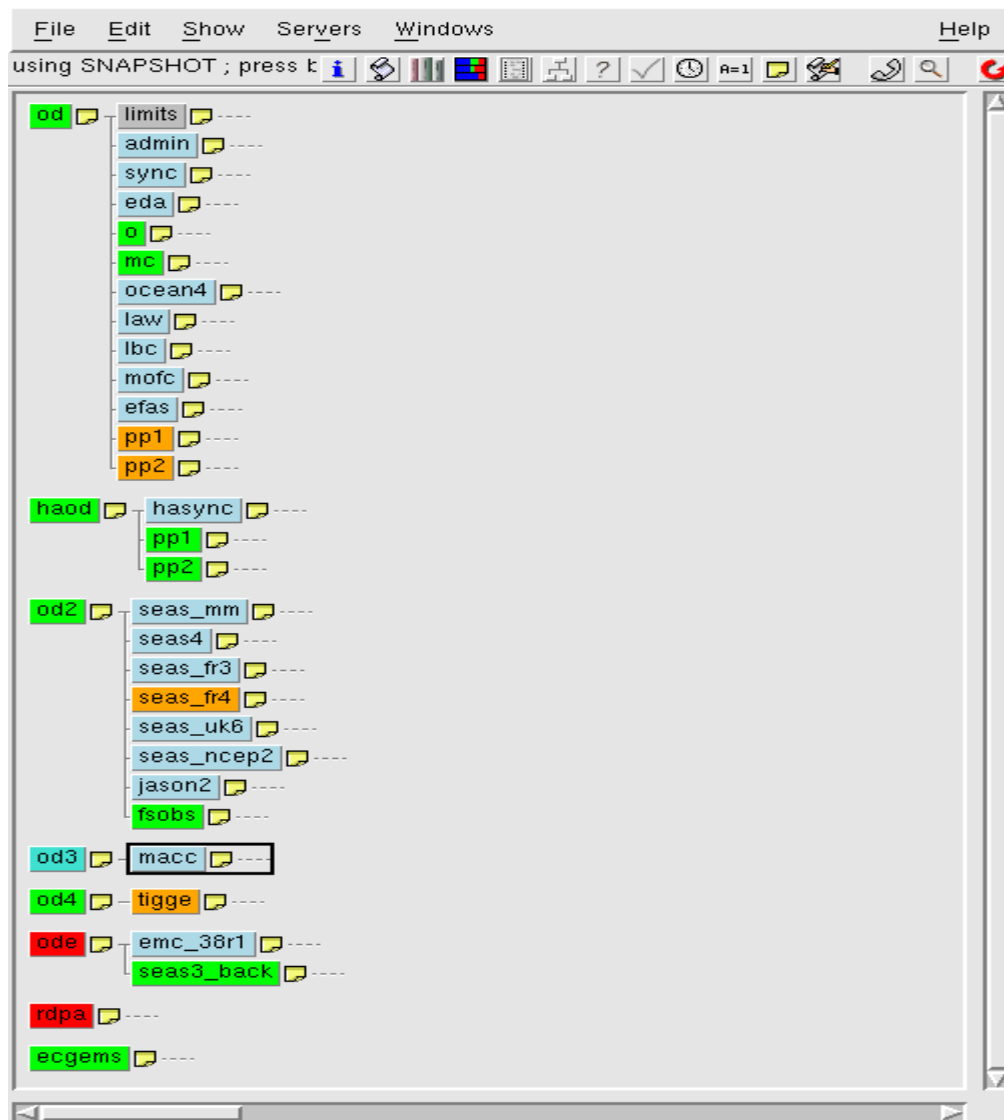 File Edit Show Servers Windows Help
using SNAPSHOT ; press A=1
od limits
admin
sync
eda
o
mc
ocean4
law
lbc
mofc
efas
pp1
pp2
haod hasync
pp1
pp2
od2 seas_mm
seas4
seas_fr3
seas_fr4
seas_uk6
seas_ncep2
jason2
fsobs
od3 macc
od4 tigge
ode emc_38r1
seas3_back
rdpa
ecgems